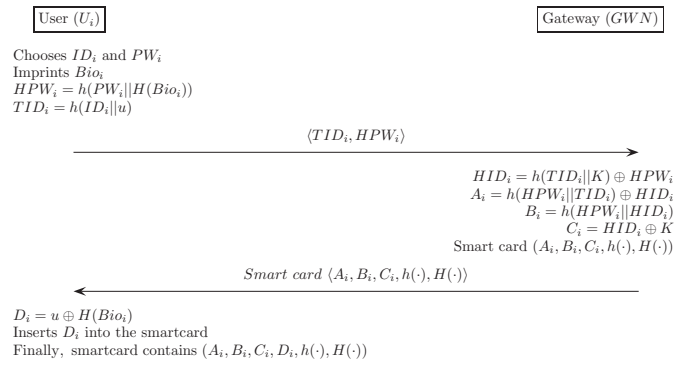 User (U_i)
Gateway (GWN)
Chooses ID_i and PW_i
Imprints Bio_i
HPW_i = h(PW_i||H(Bio_i))
TID_i = h(ID_i||u)
⟨TID_i, HPW_i⟩
HID_i = h(TID_i||K) ⊕ HPW_i
A_i = h(HPW_i||TID_i) ⊕ HID_i
B_i = h(HPW_i||HID_i)
C_i = HID_i ⊕ K
Smart card (A_i, B_i, C_i, h(·), H(·))
Smart card ⟨A_i, B_i, C_i, h(·), H(·)⟩
D_i = u ⊕ H(Bio_i)
Inserts D_i into the smartcard
Finally, smartcard contains (A_i, B_i, C_i, D_i, h(·), H(·))